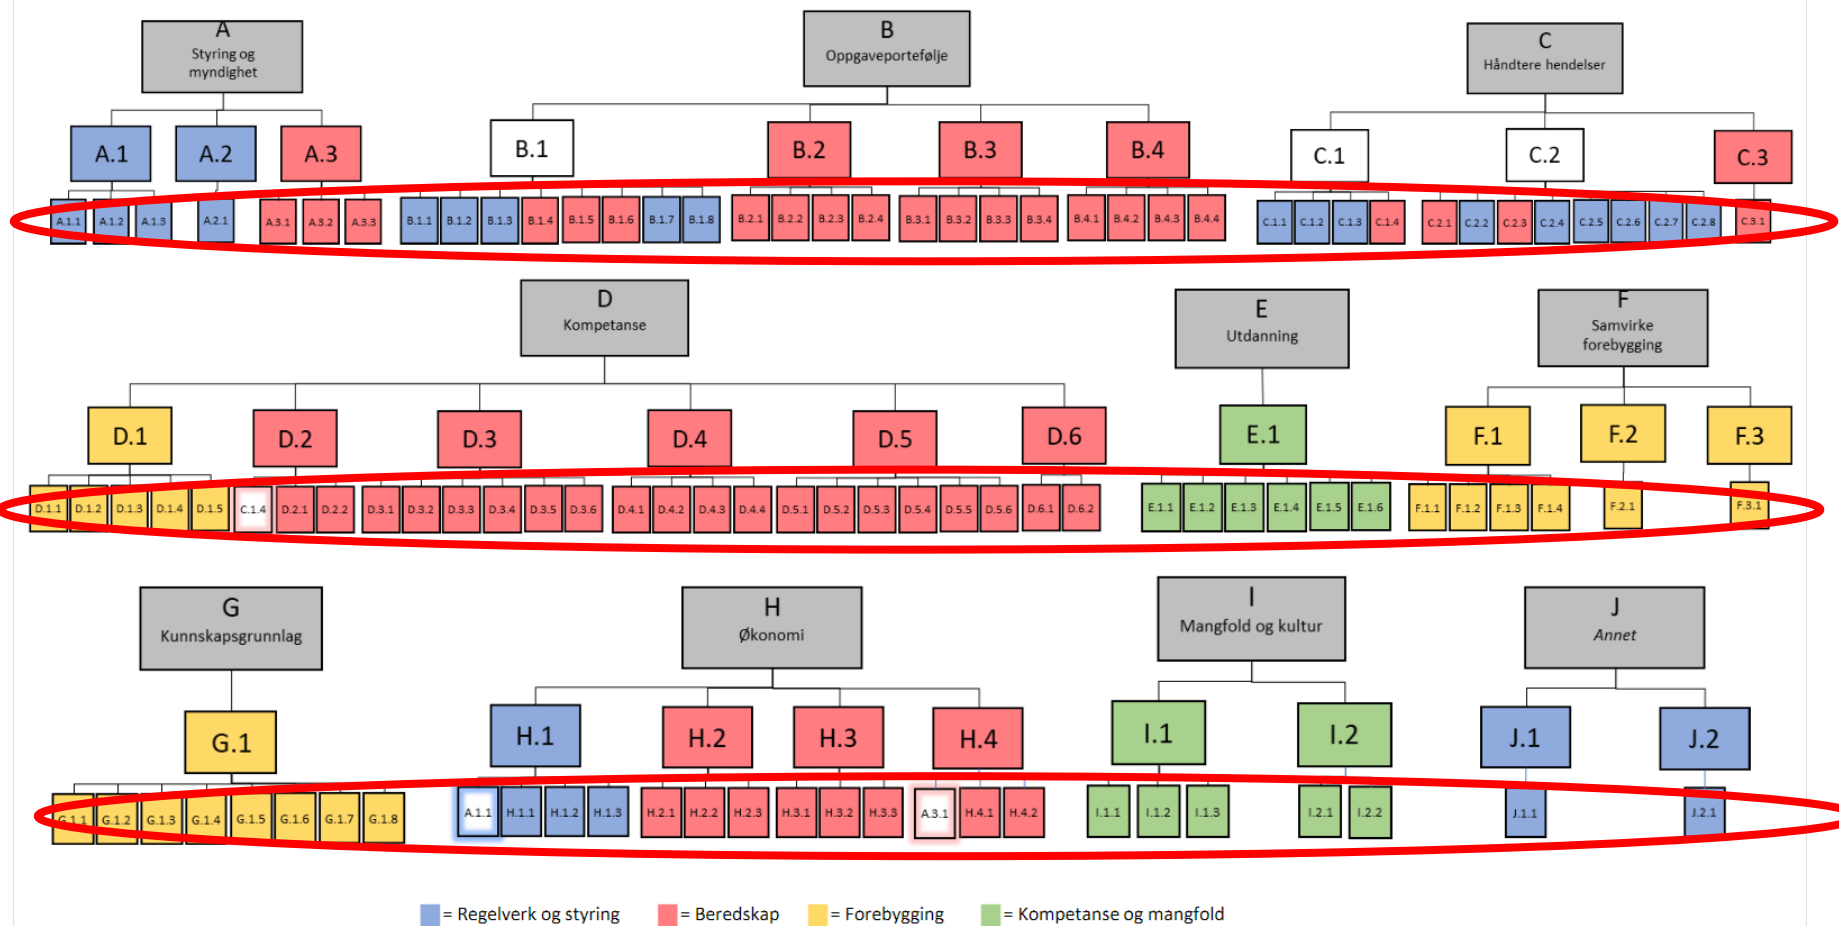 A
Styring og
myndighet
B
Oppgaveportefølje
C
Håndtere hendelser
A.1 A.2 A.3 B.1 B.2 B.3 B.4 C.1 C.2 C.3
A.1.1 A.1.2 A.1.3 A.2.1 A.3.1 A.3.2 A.3.3 B.1.1 B.1.2 B.1.3 B.1.4 B.1.5 B.1.6 B.1.7 B.1.8 B.2.1 B.2.2 B.2.3 B.2.4 B.3.1 B.3.2 B.3.3 B.3.4 B.4.1 B.4.2 B.4.3 B.4.4 C.1.1 C.1.2 C.1.3 C.1.4 C.2.1 C.2.2 C.2.3 C.2.4 C.2.5 C.2.6 C.2.7 C.2.8 C.3.1
D
Kompetanse
E
Utdanning
F
Samvirke
forebygging
D.1 D.2 D.3 D.4 D.5 D.6 E.1 F.1 F.2 F.3
D.1.1 D.1.2 D.1.3 D.1.4 D.1.5 C.1.4 D.2.1 D.2.2 D.3.1 D.3.2 D.3.3 D.3.4 D.3.5 D.3.6 D.4.1 D.4.2 D.4.3 D.4.4 D.5.1 D.5.2 D.5.3 D.5.4 D.5.5 D.5.6 D.6.1 D.6.2 E.1.1 E.1.2 E.1.3 E.1.4 E.1.5 E.1.6 F.1.1 F.1.2 F.1.3 F.1.4 F.2.1 F.3.1
G
Kunnskapsgrunnlag
H
Økonomi
I
Mangfold og kultur
J
Annet
G.1 H.1 H.2 H.3 H.4 I.1 I.2 J.1 J.2
G.1.1 G.1.2 G.1.3 G.1.4 G.1.5 G.1.6 G.1.7 G.1.8 A.1.1 H.1.1 H.1.2 H.1.3 H.2.1 H.2.2 H.2.3 H.3.1 H.3.2 H.3.3 A.3.1 H.4.1 H.4.2 I.1.1 I.1.2 I.1.3 I.2.1 I.2.2 J.1.1 J.2.1
= Regelverk og styring = Beredskap = Forebygging = Kompetanse og mangfold